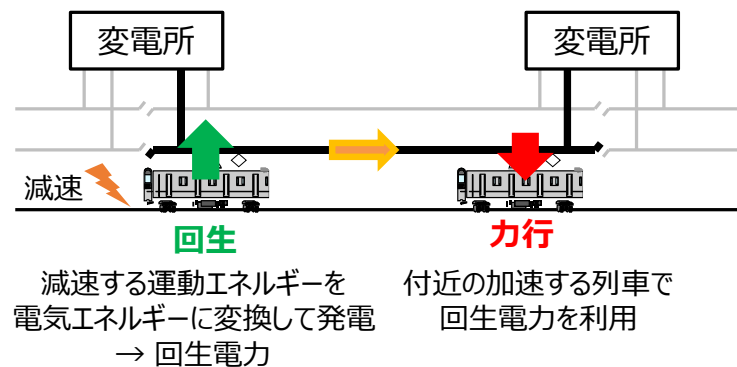 変電所
変電所
減速
回生
力行
減速する運動エネルギーを
電気エネルギーに変換して発電
→ 回生電力
付近の加速する列車で
回生電力を利用